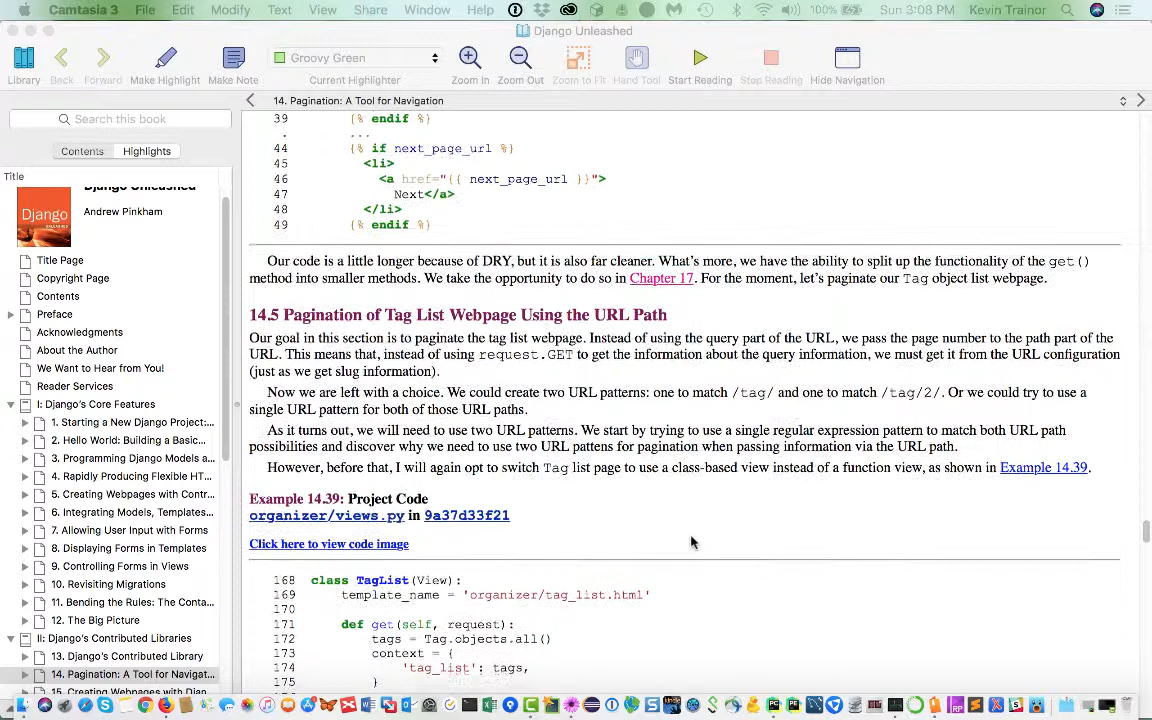 Camtasia 3 File Edit Modify Text View Share Window Help 100% Sun 3:08 PM Kevin Trainor
Django Unleashed
Groovy Green
Library Back Forward Make Highlight Make Note Current Highlighter Zoom In Zoom Out Zoom to Fit Hand Tool Start Reading Stop Reading Hide Navigation
14. Pagination: A Tool for Navigation
Search this book
Contents Highlights
Title
Django Unleashed
Django
Andrew Pinkham
Title Page
Copyright Page
Contents
Preface
Acknowledgments
About the Author
We Want to Hear from You!
Reader Services
I: Django's Core Features
1. Starting a New Django Project:...
2. Hello World: Building a Basic...
3. Programming Django Models a...
4. Rapidly Producing Flexible HT...
5. Creating Webpages with Contr...
6. Integrating Models, Templates...
7. Allowing User Input with Forms
8. Displaying Forms in Templates
9. Controlling Forms in Views
10. Revisiting Migrations
11. Bending the Rules: The Conta...
12. The Big Picture
II: Django's Contributed Libraries
13. Django's Contributed Library
14. Pagination: A Tool for Navigat...
15. Creating Webpages with Djan
39 {% endif %}
. ...
44 {% if next_page_url %}
45 <li>
46 <a href="{{ next_page_url }}">
47 Next</a>
48 </li>
49 {% endif %}
Our code is a little longer because of DRY, but it is also far cleaner. What's more, we have the ability to split up the functionality of the get()
method into smaller methods. We take the opportunity to do so in Chapter 17. For the moment, let's paginate our Tag object list webpage.
14.5 Pagination of Tag List Webpage Using the URL Path
Our goal in this section is to paginate the tag list webpage. Instead of using the query part of the URL, we pass the page number to the path part of the
URL. This means that, instead of using request.GET to get the information about the query information, we must get it from the URL configuration
(just as we get slug information).
Now we are left with a choice. We could create two URL patterns: one to match /tag/ and one to match /tag/2/. Or we could try to use a
single URL pattern for both of those URL paths.
As it turns out, we will need to use two URL patterns. We start by trying to use a single regular expression pattern to match both URL path
possibilities and discover why we need to use two URL pattens for pagination when passing information via the URL path.
However, before that, I will again opt to switch Tag list page to use a class-based view instead of a function view, as shown in Example 14.39.
Example 14.39: Project Code
organizer/views.py in 9a37d33f21
Click here to view code image
168 class TagList(View):
169 template_name = 'organizer/tag_list.html'
170
171 def get(self, request):
172 tags = Tag.objects.all()
173 context = {
174 'tag_list': tags,
175 }